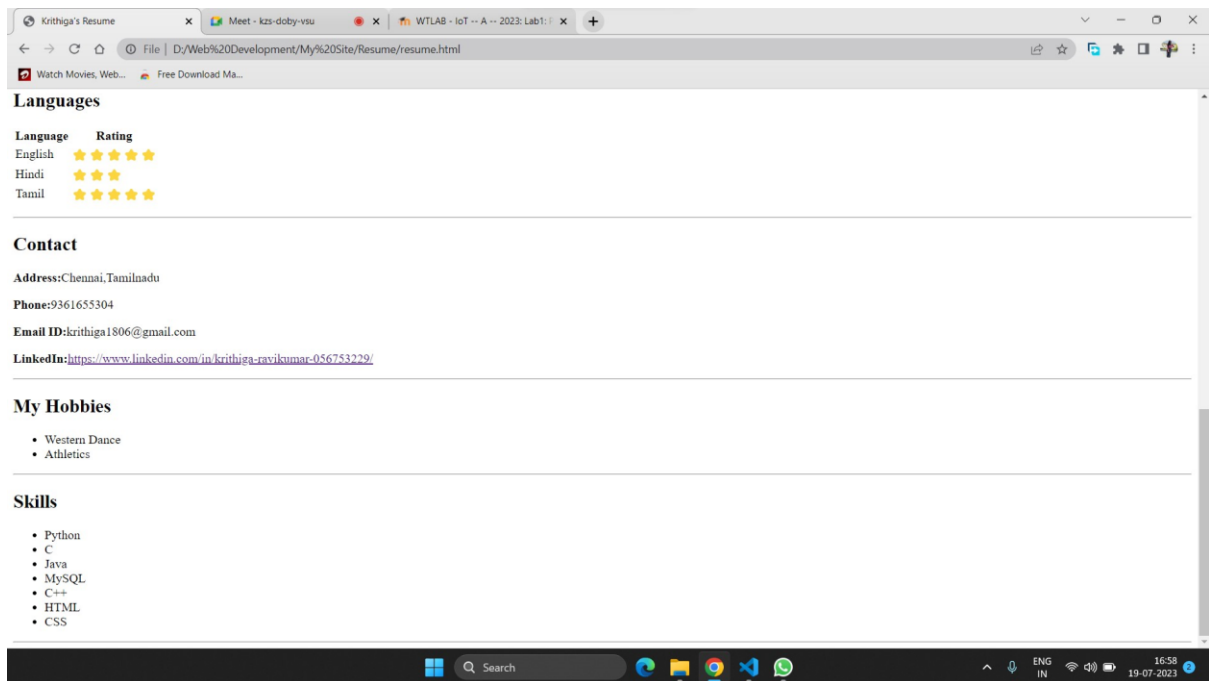 Krithiga's Resume
Meet - kzs-doby-vsu
WTLAB - IoT -- A -- 2023: Lab1:
File | D:/Web%20Development/My%20Site/Resume/resume.html
Watch Movies, Web... Free Download Ma...
Languages
Language Rating
English
Hindi
Tamil
Contact
Address:Chennai,Tamilnadu
Phone:9361655304
Email ID:krithiga1806@gmail.com
LinkedIn:https://www.linkedin.com/in/krithiga-ravikumar-056753229/
My Hobbies
• Western Dance
• Athletics
Skills
• Python
• C
• Java
• MySQL
• C++
• HTML
• CSS
Search
ENG
IN
16:58
19-07-2023
2